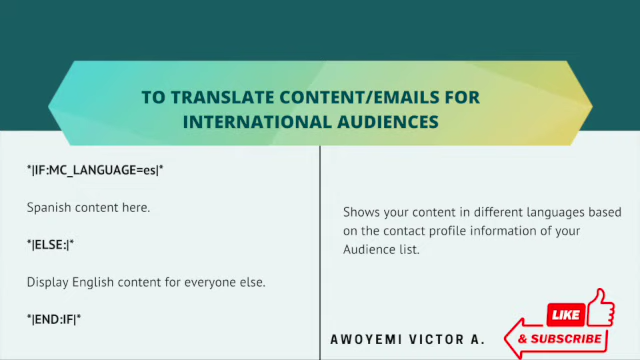 TO TRANSLATE CONTENT/EMAILS FOR
INTERNATIONAL AUDIENCES
*|IF:MC_LANGUAGE=es|*
Spanish content here.
*|ELSE:|*
Display English content for everyone else.
*|END:IF|*
Shows your content in different languages based
on the contact profile information of your
Audience list.
AWOYEMI VICTOR A.
LIKE
& SUBSCRIBE